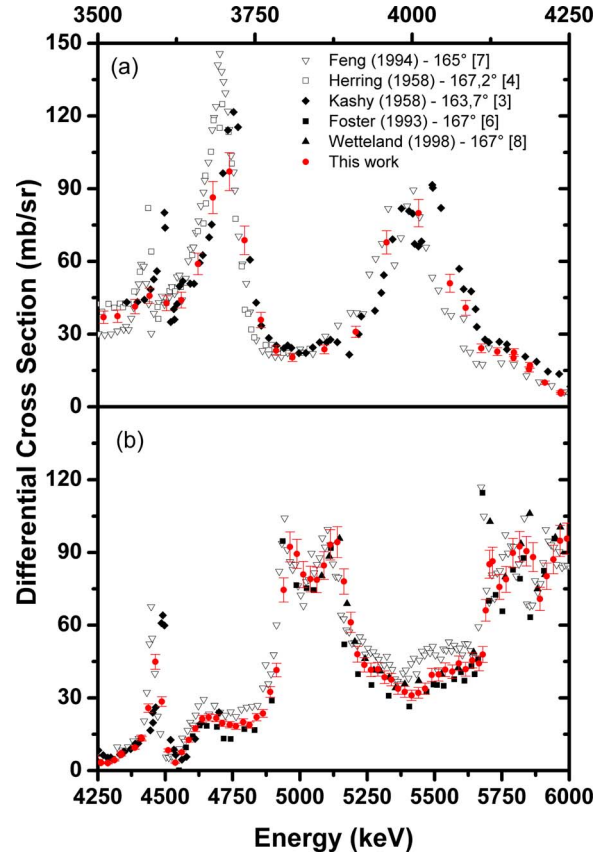 3500 3750 4000 4250
150
120
90
60
30
0
(a)
Feng (1994) - 165° [7]
Herring (1958) - 167,2° [4]
Kashy (1958) - 163,7° [3]
Foster (1993) - 167° [6]
Wetteland (1998) - 167° [8]
This work
Differential Cross Section (mb/sr)
(b)
120
90
60
30
0
4250 4500 4750 5000 5250 5500 5750 6000
Energy (keV)